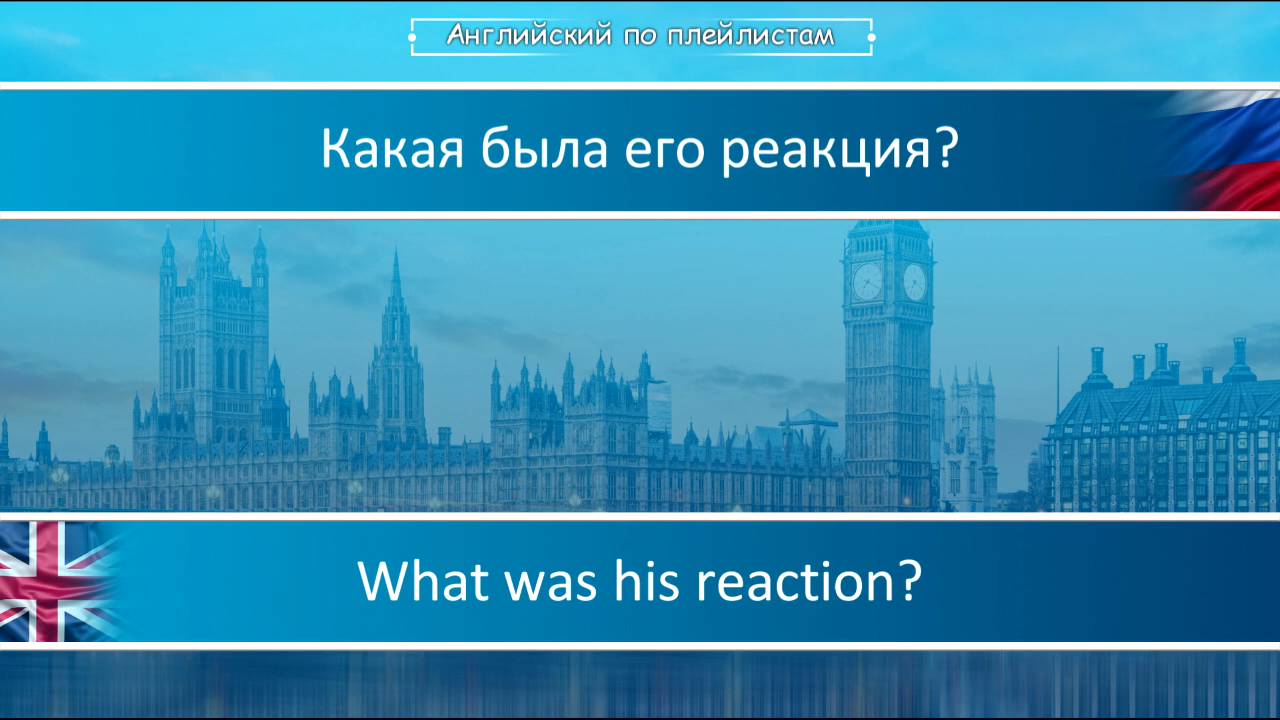 Английский по плейлистам
Какая была его реакция?
What was his reaction?